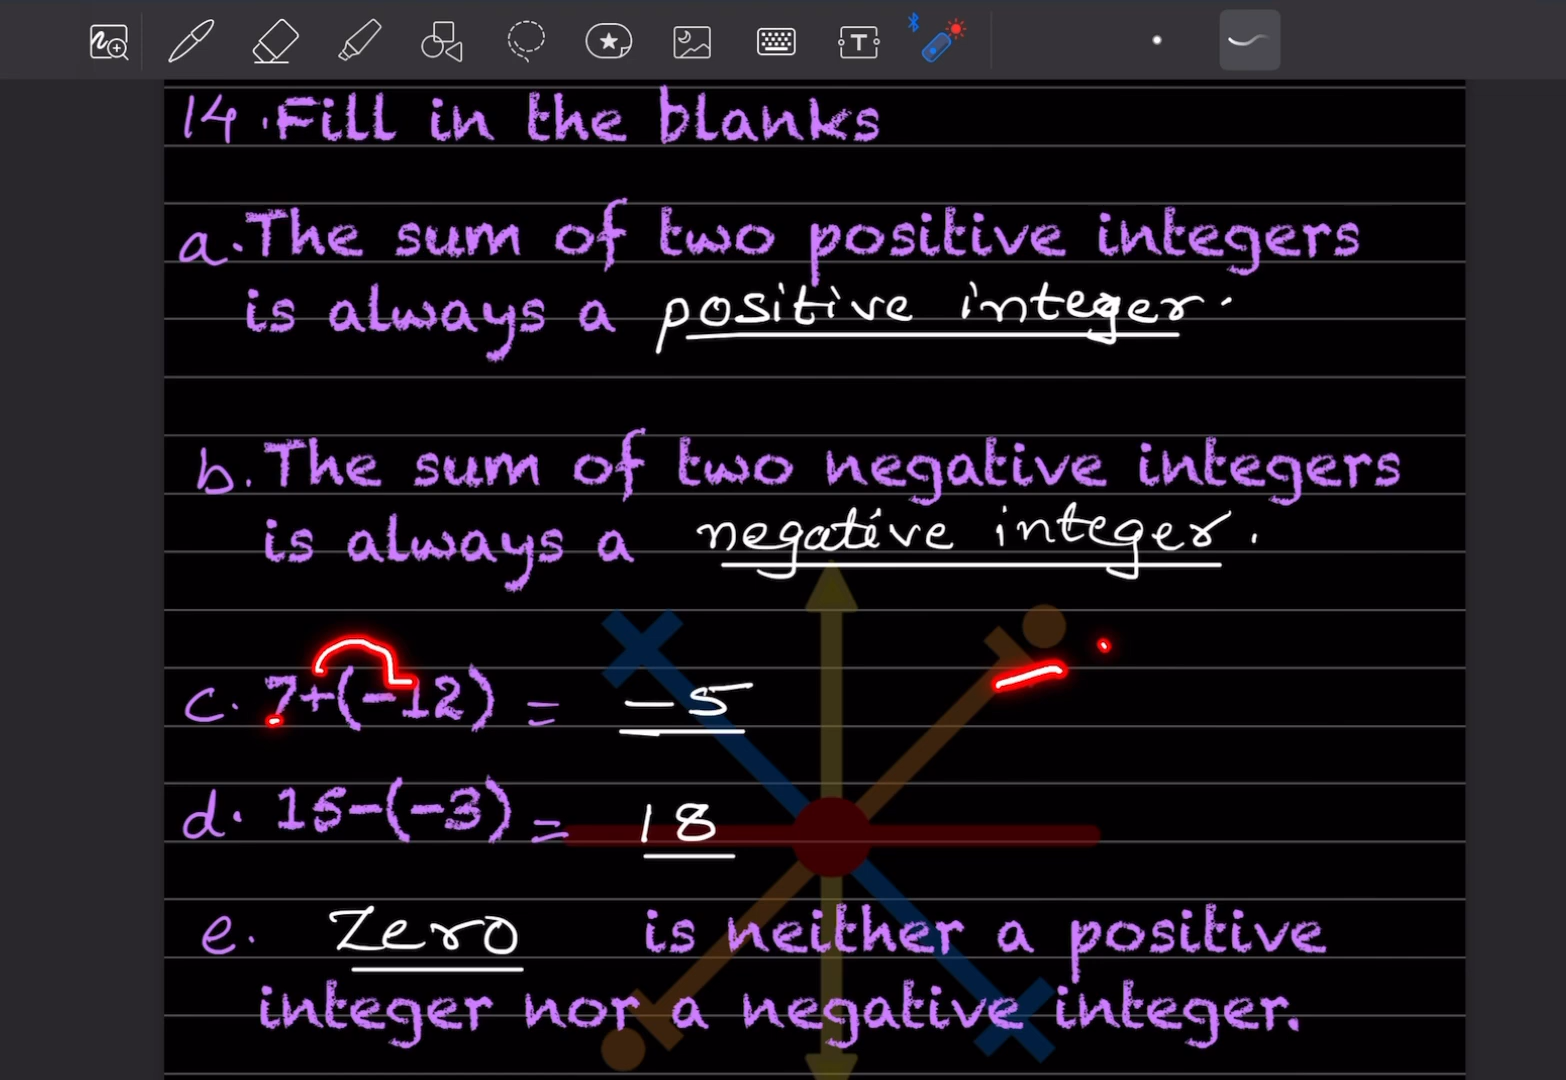 14. Fill in the blanks
a. The sum of two positive integers
is always a positive integer.
b. The sum of two negative integers
is always a negative integer.
c. 7+(-12) = -5
d. 15-(-3) = 18
e. Zero is neither a positive
integer nor a negative integer.